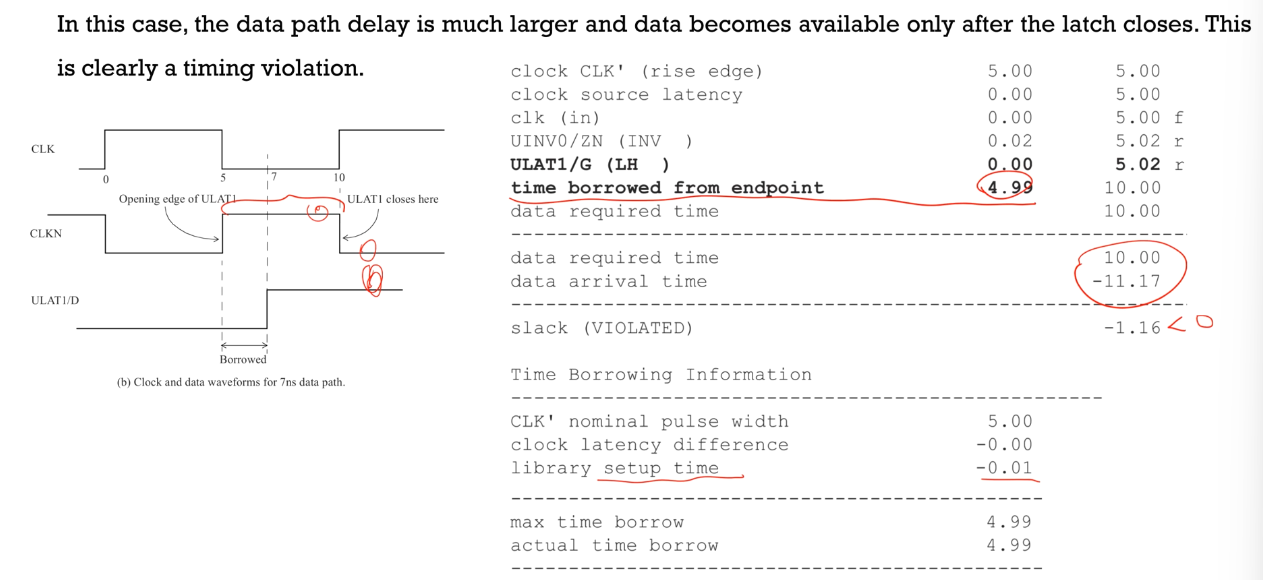 In this case, the data path delay is much larger and data becomes available only after the latch closes. This
is clearly a timing violation.
CLK
0 5 7 10
Opening edge of ULAT1 ULAT1 closes here
CLKN
ULAT1/D
Borrowed
(b) Clock and data waveforms for 7ns data path.
clock CLK' (rise edge) 5.00 5.00
clock source latency 0.00 5.00
clk (in) 0.00 5.00 f
UINV0/ZN (INV ) 0.02 5.02 r
ULAT1/G (LH ) 0.00 5.02 r
time borrowed from endpoint 4.99 10.00
data required time 10.00
data required time 10.00
data arrival time -11.17
slack (VIOLATED) -1.16 < 0
Time Borrowing Information
CLK' nominal pulse width 5.00
clock latency difference -0.00
library setup time -0.01
max time borrow 4.99
actual time borrow 4.99